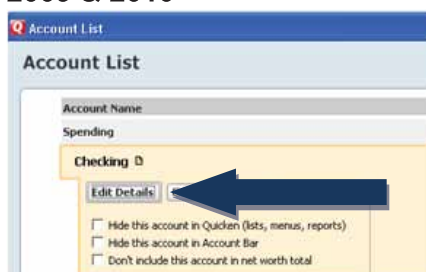 Account List
Account List
Account Name
Spending
Checking
Edit Details
Hide this account in Quicken (lists, menus, reports)
Hide this account in Account Bar
Don't include this account in net worth total